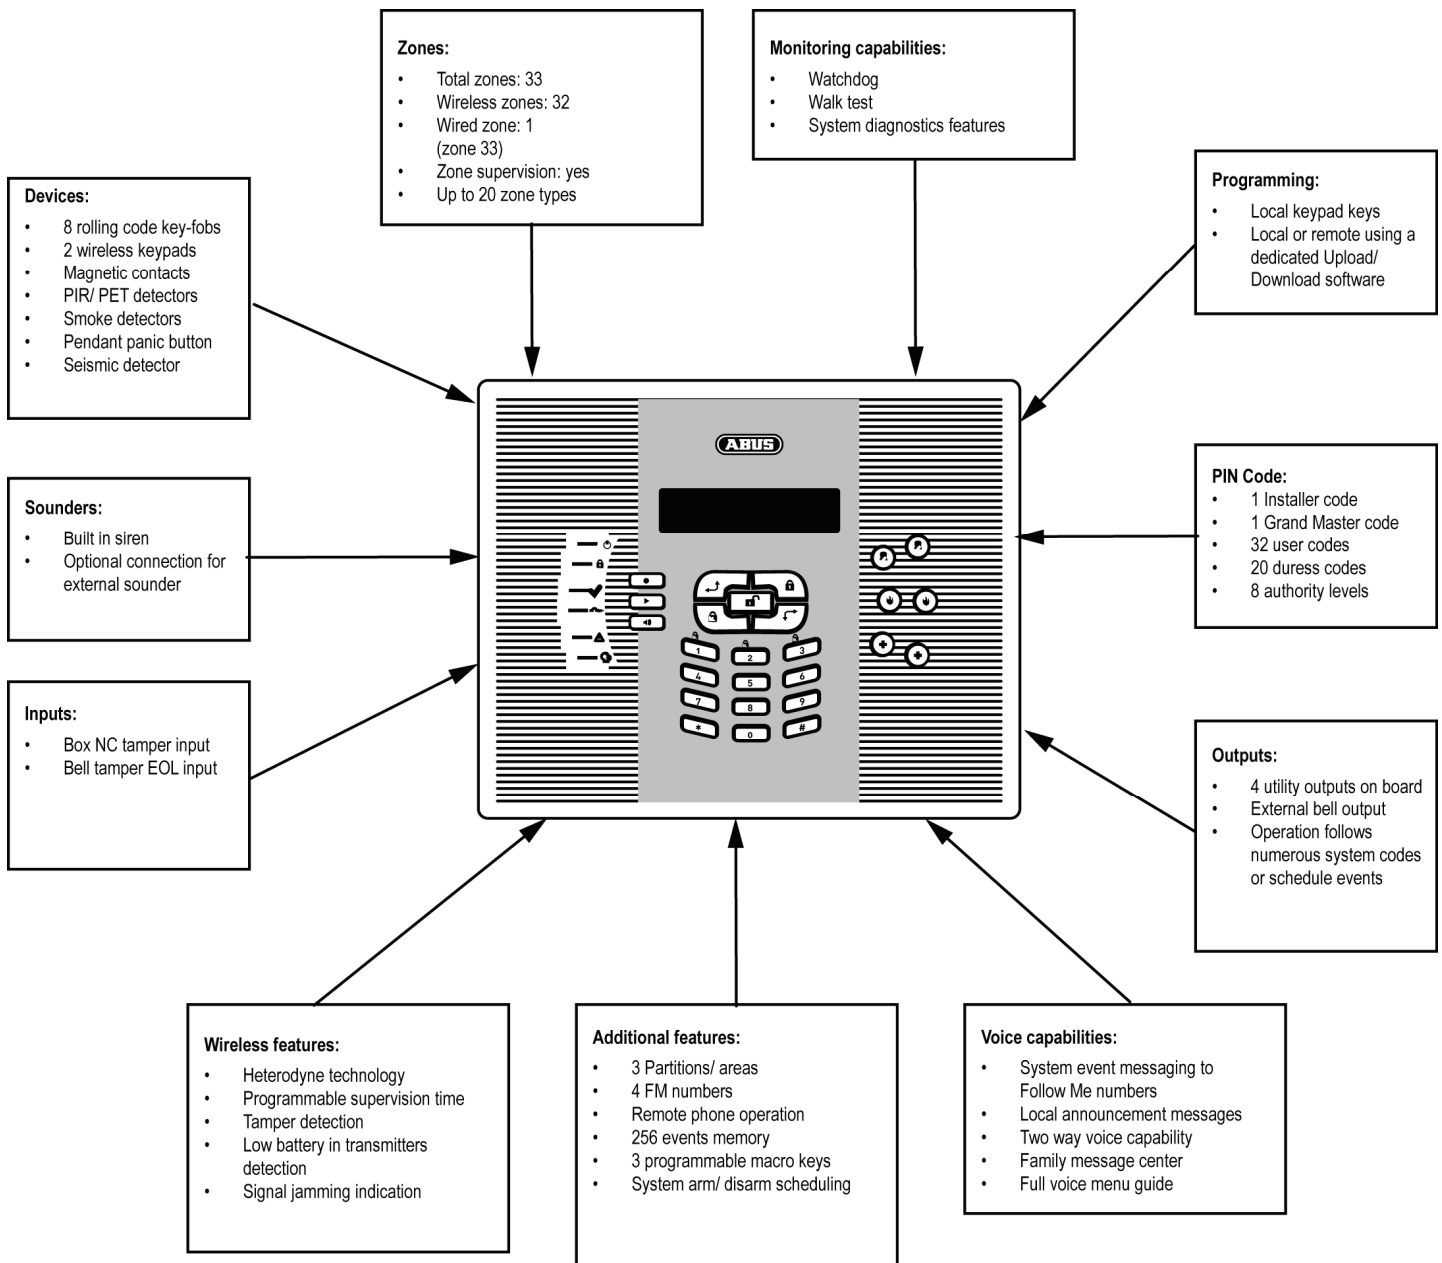 Zones:
• Total zones: 33
• Wireless zones: 32
• Wired zone: 1
(zone 33)
• Zone supervision: yes
• Up to 20 zone types
Monitoring capabilities:
• Watchdog
• Walk test
• System diagnostics features
Devices:
• 8 rolling code key-fobs
• 2 wireless keypads
• Magnetic contacts
• PIR/ PET detectors
• Smoke detectors
• Pendant panic button
• Seismic detector
Programming:
• Local keypad keys
• Local or remote using a
dedicated Upload/
Download software
Sounders:
• Built in siren
• Optional connection for
external sounder
PIN Code:
• 1 Installer code
• 1 Grand Master code
• 32 user codes
• 20 duress codes
• 8 authority levels
Inputs:
• Box NC tamper input
• Bell tamper EOL input
Outputs:
• 4 utility outputs on board
• External bell output
• Operation follows
numerous system codes
or schedule events
ABUS
1 2 3
4 5 6
7 8 9
* 0 #
Wireless features:
• Heterodyne technology
• Programmable supervision time
• Tamper detection
• Low battery in transmitters
detection
• Signal jamming indication
Additional features:
• 3 Partitions/ areas
• 4 FM numbers
• Remote phone operation
• 256 events memory
• 3 programmable macro keys
• System arm/ disarm scheduling
Voice capabilities:
• System event messaging to
Follow Me numbers
• Local announcement messages
• Two way voice capability
• Family message center
• Full voice menu guide